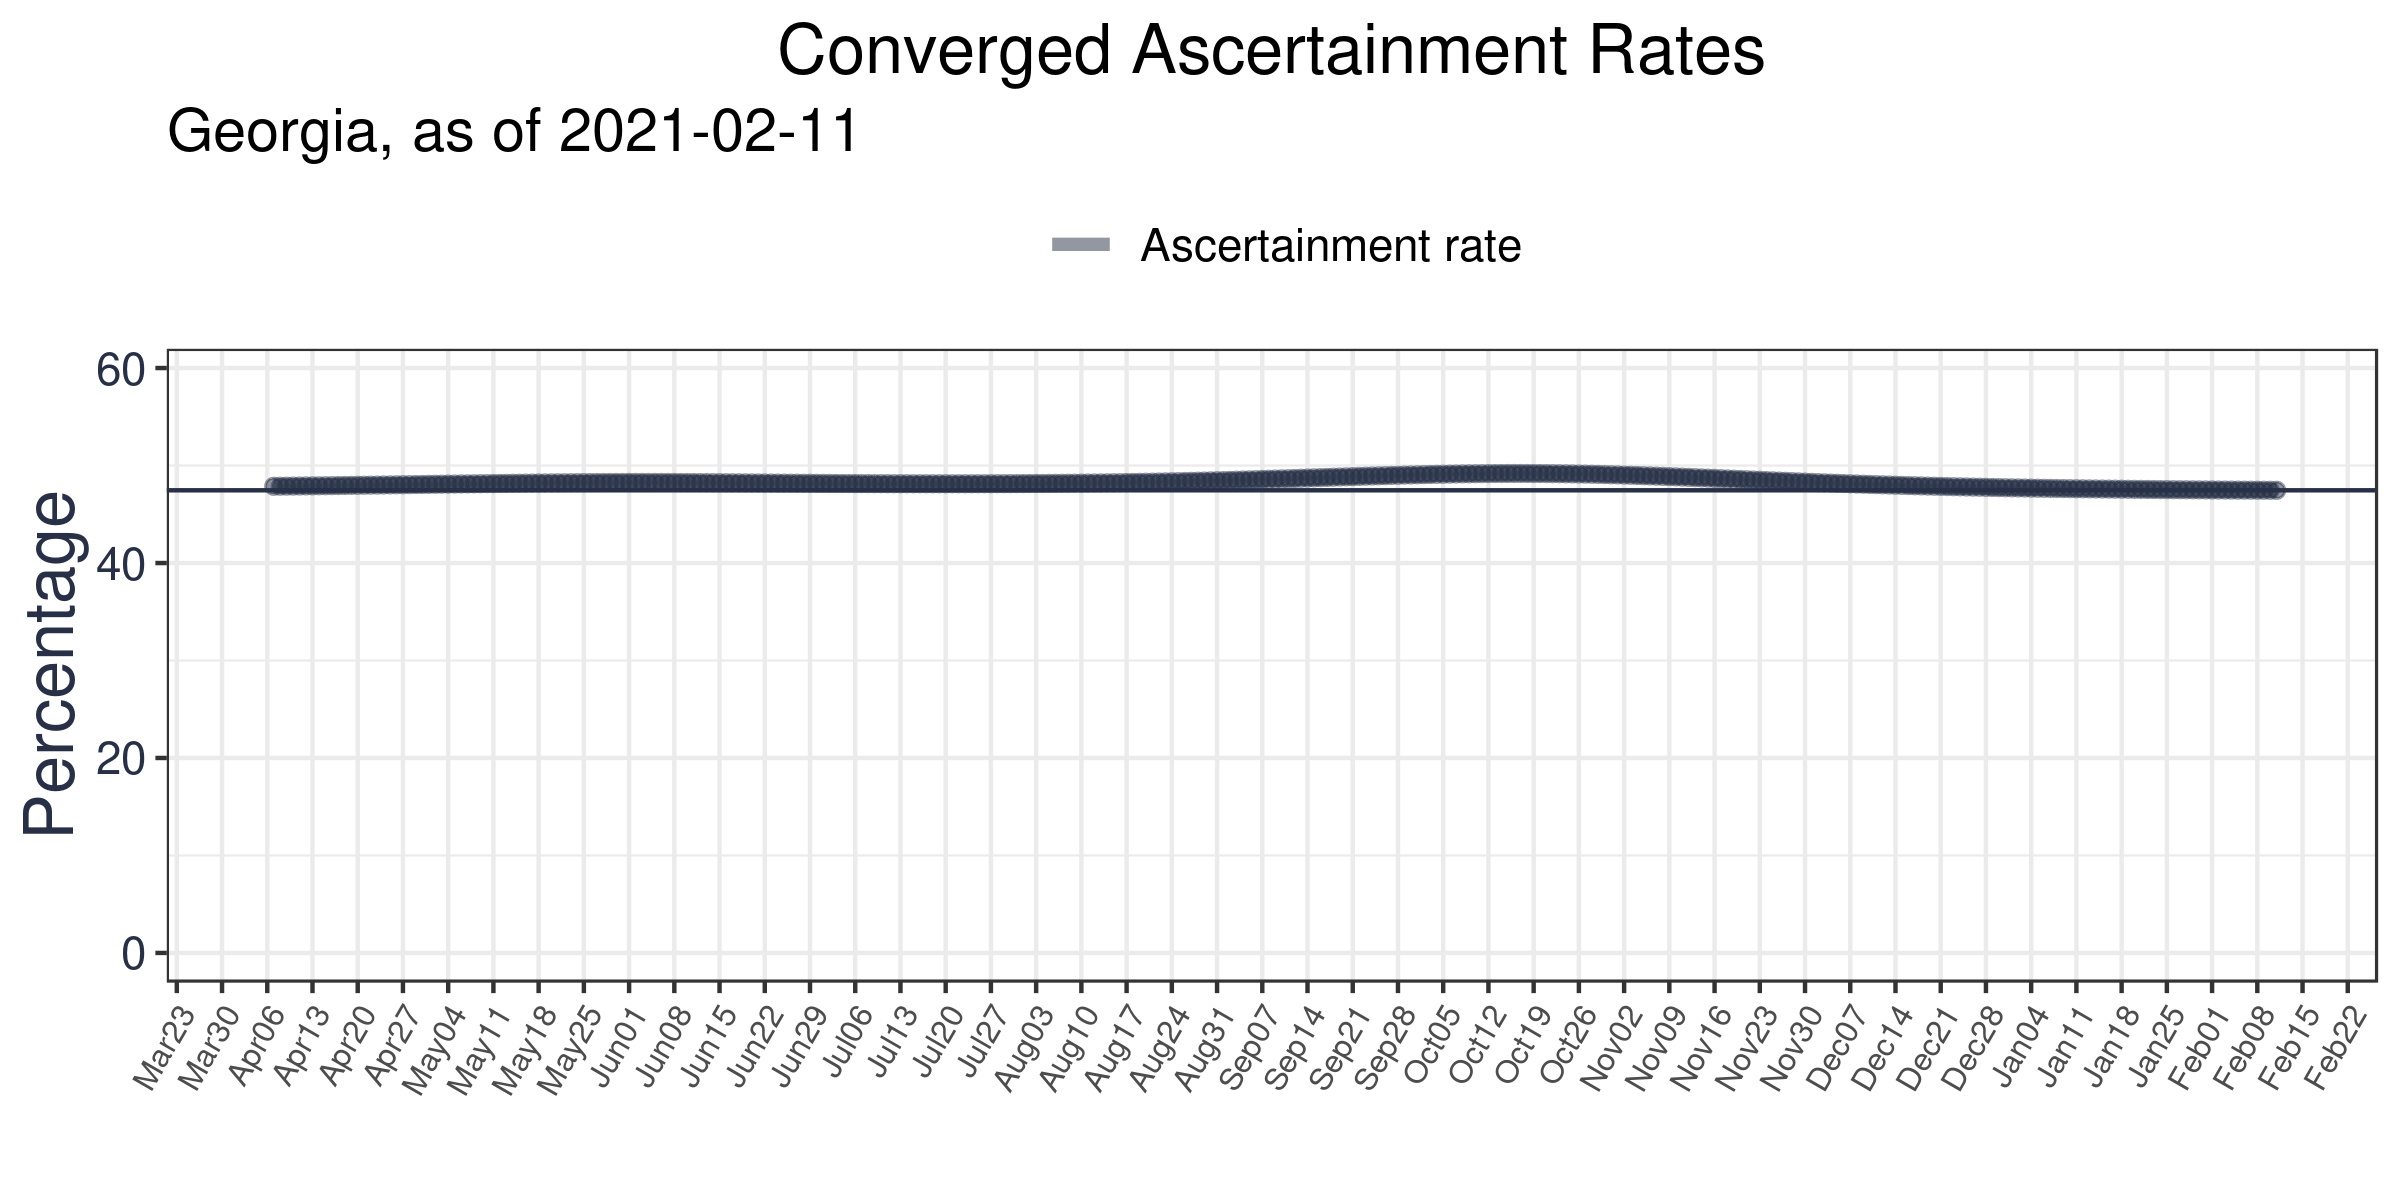 Converged Ascertainment Rates
Georgia, as of 2021-02-11
Ascertainment rate
Percentage
60
40
20
0
Mar23 Mar30 Apr06 Apr13 Apr20 Apr27 May04 May11 May18 May25 Jun01 Jun08 Jun15 Jun22 Jun29 Jul06 Jul13 Jul20 Jul27 Aug03 Aug10 Aug17 Aug24 Aug31 Sep07 Sep14 Sep21 Sep28 Oct05 Oct12 Oct19 Oct26 Nov02 Nov09 Nov16 Nov23 Nov30 Dec07 Dec14 Dec21 Dec28 Jan04 Jan11 Jan18 Jan25 Feb01 Feb08 Feb15 Feb22